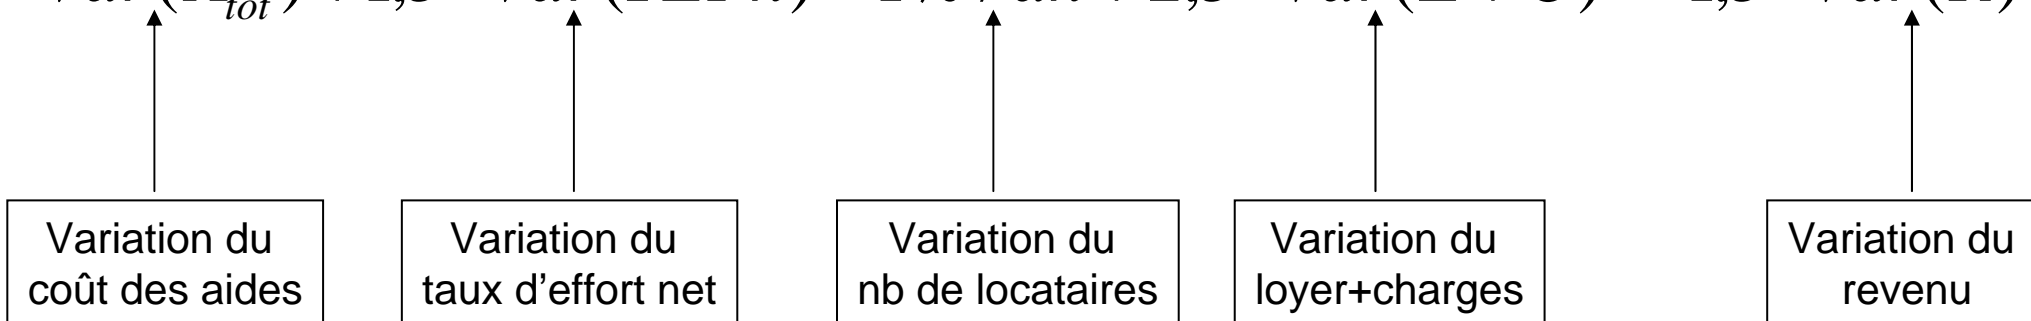 Variation du
coût des aides
Variation du
taux d'effort net
Variation du
nb de locataires
Variation du
loyer+charges
Variation du
revenu